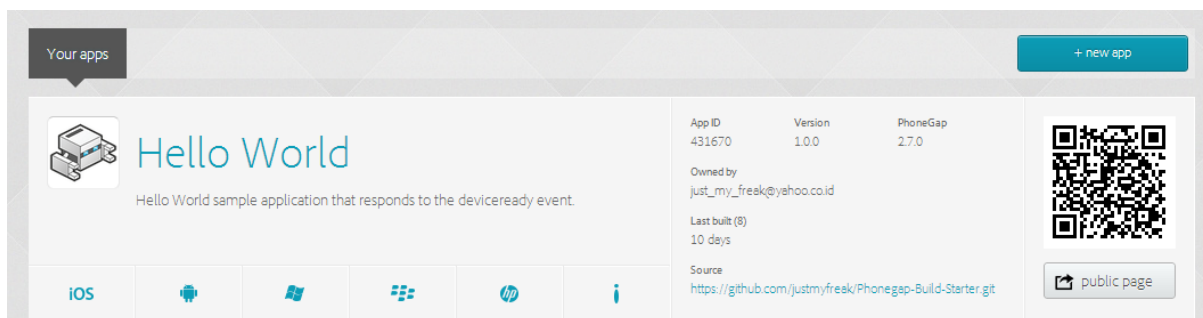 Your apps
+ new app
Hello World
Hello World sample application that responds to the deviceready event.
App ID Version PhoneGap
431670 1.0.0 2.7.0
Owned by
just_my_freak@yahoo.co.id
Last built (8)
10 days
Source
https://github.com/justmyfreak/Phonegap-Build-Starter.git
iOS
hp
public page